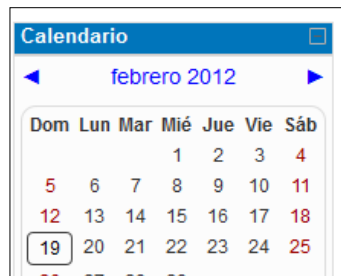 Calendario
◄ febrero 2012 ►
Dom Lun Mar Mié Jue Vie Sáb
1 2 3 4
5 6 7 8 9 10 11
12 13 14 15 16 17 18
19 20 21 22 23 24 25